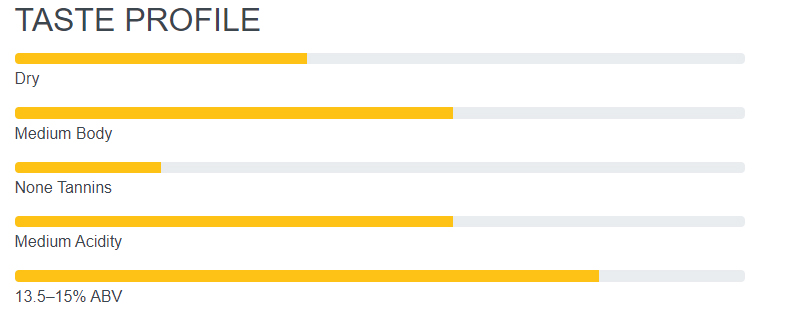 TASTE PROFILE
Dry
Medium Body
None Tannins
Medium Acidity
13.5–15% ABV